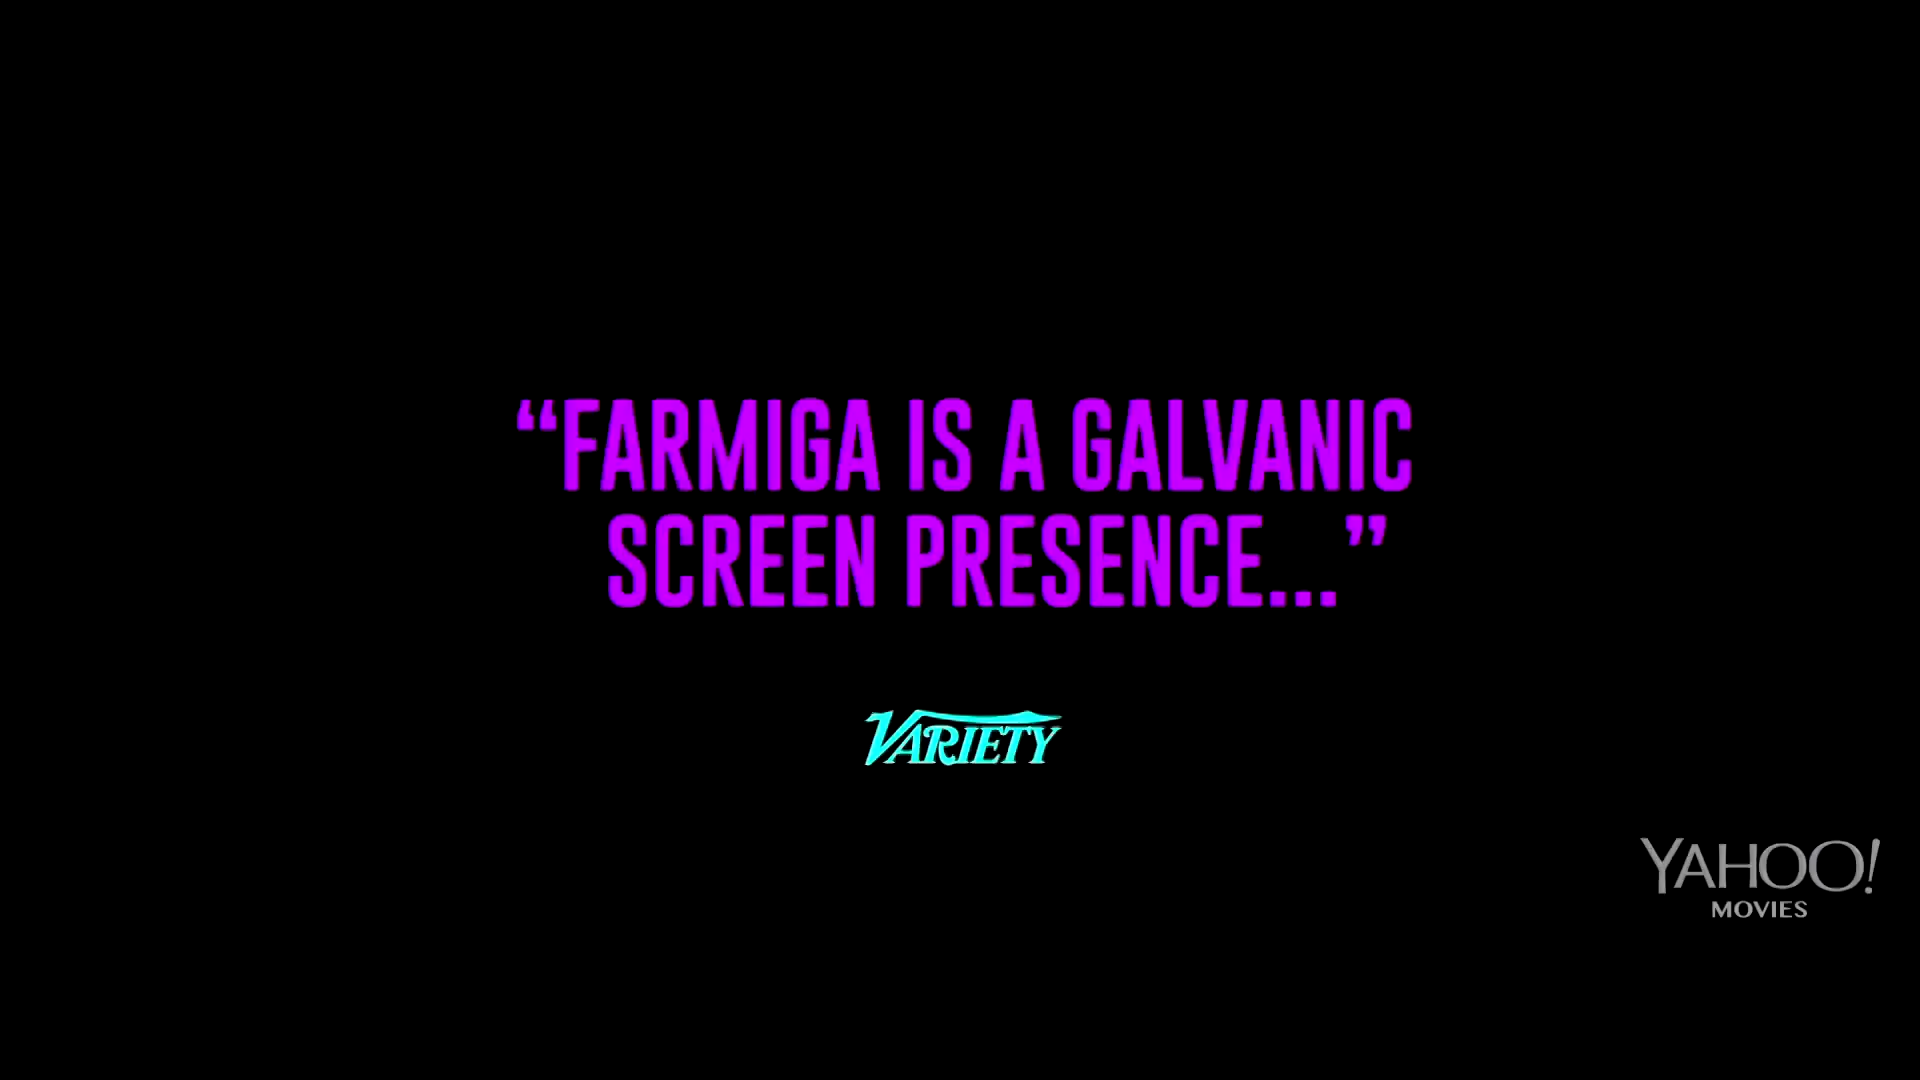 “FARMIGA IS A GALVANIC
SCREEN PRESENCE...”
VARIETY
YAHOO!
MOVIES